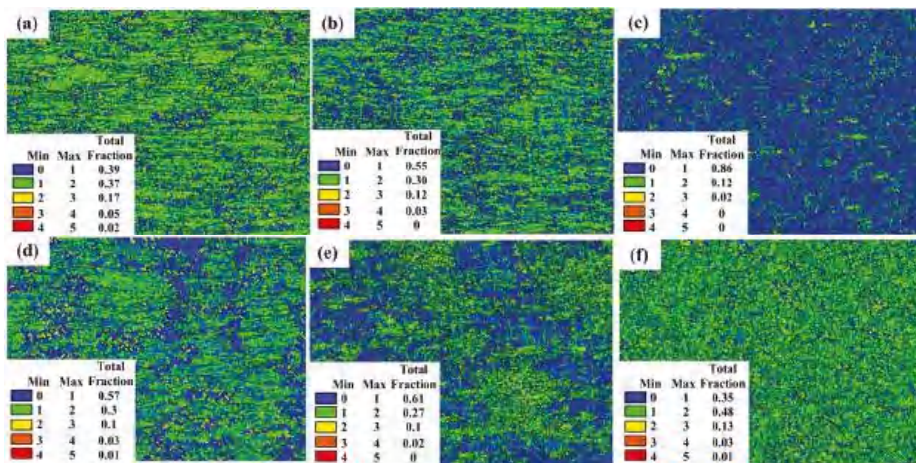 (a)
Total
Min Max Fraction
0 1 0.39
1 2 0.37
2 3 0.17
3 4 0.05
4 5 0.02
(b)
Total
Min Max Fraction
0 1 0.55
1 2 0.30
2 3 0.12
3 4 0.03
4 5 0
(c)
Total
Min Max Fraction
0 1 0.86
1 2 0.12
2 3 0.02
3 4 0
4 5 0
(d)
Total
Min Max Fraction
0 1 0.57
1 2 0.3
2 3 0.1
3 4 0.03
4 5 0.01
(e)
Total
Min Max Fraction
0 1 0.61
1 2 0.27
2 3 0.1
3 4 0.02
4 5 0
(f)
Total
Min Max Fraction
0 1 0.35
1 2 0.48
2 3 0.13
3 4 0.03
4 5 0.01